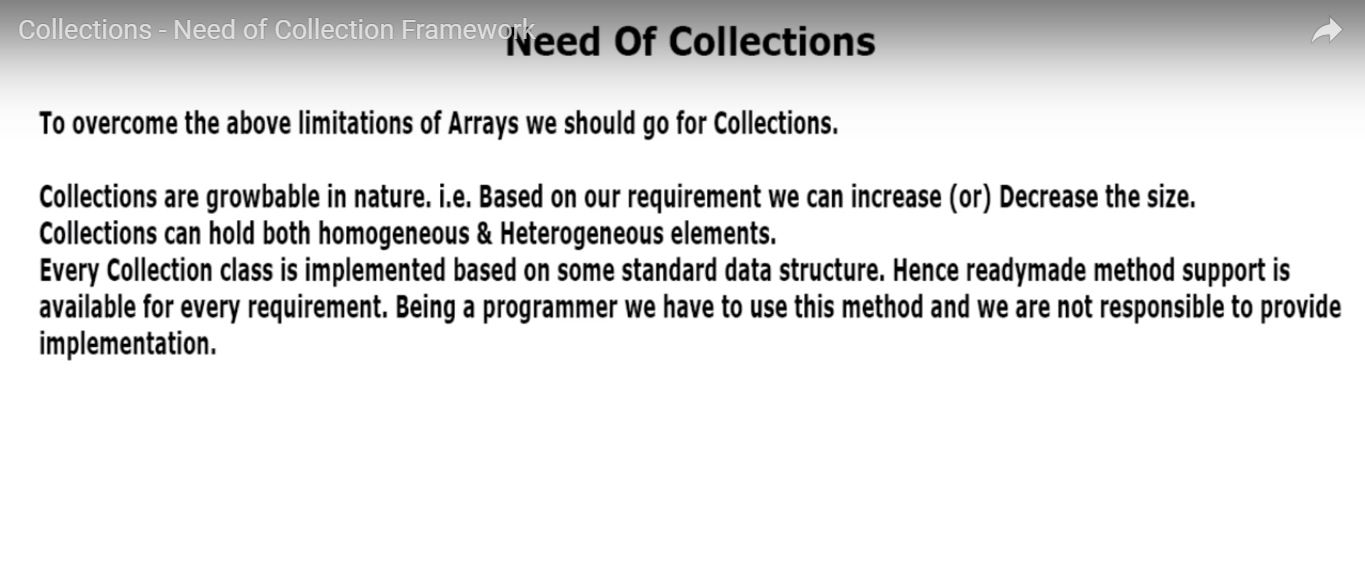 Collections - Need of Collection Framework
Need Of Collections
To overcome the above limitations of Arrays we should go for Collections.
Collections are growbable in nature. i.e. Based on our requirement we can increase (or) Decrease the size.
Collections can hold both homogeneous & Heterogeneous elements.
Every Collection class is implemented based on some standard data structure. Hence readymade method support is
available for every requirement. Being a programmer we have to use this method and we are not responsible to provide
implementation.